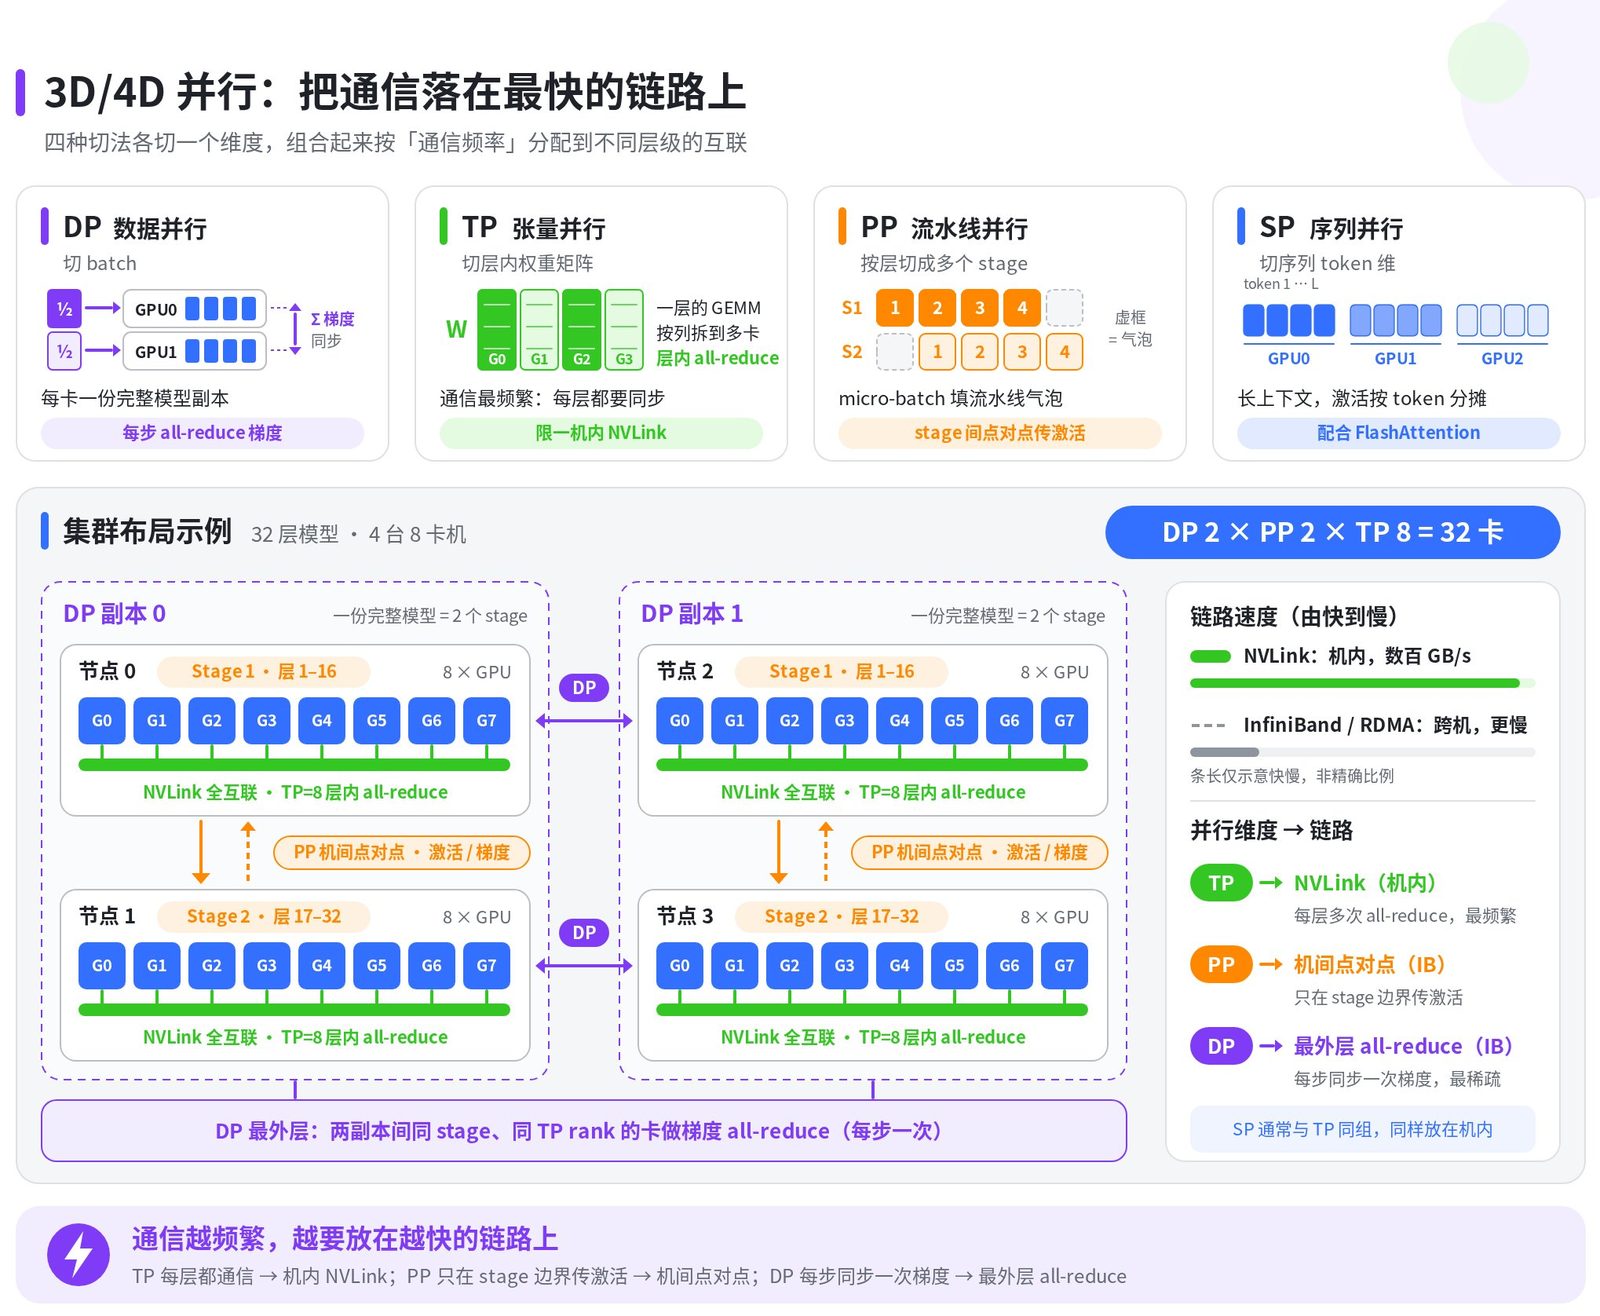 3D/4D 并行：把通信落在最快的链路上
四种切法各切一个维度，组合起来按「通信频率」分配到不同层级的互联
DP 数据并行
切 batch
½ GPU0
½ GPU1
Σ 梯度
同步
每卡一份完整模型副本
每步 all-reduce 梯度
TP 张量并行
切层内权重矩阵
W
G0 G1 G2 G3
一层的 GEMM
按列拆到多卡
层内 all-reduce
通信最频繁：每层都要同步
限一机内 NVLink
PP 流水线并行
按层切成多个 stage
S1 1 2 3 4
S2 1 2 3 4
虚框
= 气泡
micro-batch 填流水线气泡
stage 间点对点传激活
SP 序列并行
切序列 token 维
token 1 ··· L
GPU0 GPU1 GPU2
长上下文，激活按 token 分摊
配合 FlashAttention
集群布局示例 32 层模型 · 4 台 8 卡机
DP 2 × PP 2 × TP 8 = 32 卡
DP 副本 0 一份完整模型 = 2 个 stage
节点 0 Stage 1 · 层 1–16 8 × GPU
G0 G1 G2 G3 G4 G5 G6 G7
NVLink 全互联 · TP=8 层内 all-reduce
PP 机间点对点 · 激活 / 梯度
节点 1 Stage 2 · 层 17–32 8 × GPU
G0 G1 G2 G3 G4 G5 G6 G7
NVLink 全互联 · TP=8 层内 all-reduce
DP
DP
DP 副本 1 一份完整模型 = 2 个 stage
节点 2 Stage 1 · 层 1–16 8 × GPU
G0 G1 G2 G3 G4 G5 G6 G7
NVLink 全互联 · TP=8 层内 all-reduce
PP 机间点对点 · 激活 / 梯度
节点 3 Stage 2 · 层 17–32 8 × GPU
G0 G1 G2 G3 G4 G5 G6 G7
NVLink 全互联 · TP=8 层内 all-reduce
DP 最外层：两副本间同 stage、同 TP rank 的卡做梯度 all-reduce（每步一次）
链路速度（由快到慢）
NVLink：机内，数百 GB/s
InfiniBand / RDMA：跨机，更慢
条长仅示意快慢，非精确比例
并行维度 → 链路
TP → NVLink（机内）
每层多次 all-reduce，最频繁
PP → 机间点对点（IB）
只在 stage 边界传激活
DP → 最外层 all-reduce（IB）
每步同步一次梯度，最稀疏
SP 通常与 TP 同组，同样放在机内
通信越频繁，越要放在越快的链路上
TP 每层都通信 → 机内 NVLink；PP 只在 stage 边界传激活 → 机间点对点；DP 每步同步一次梯度 → 最外层 all-reduce